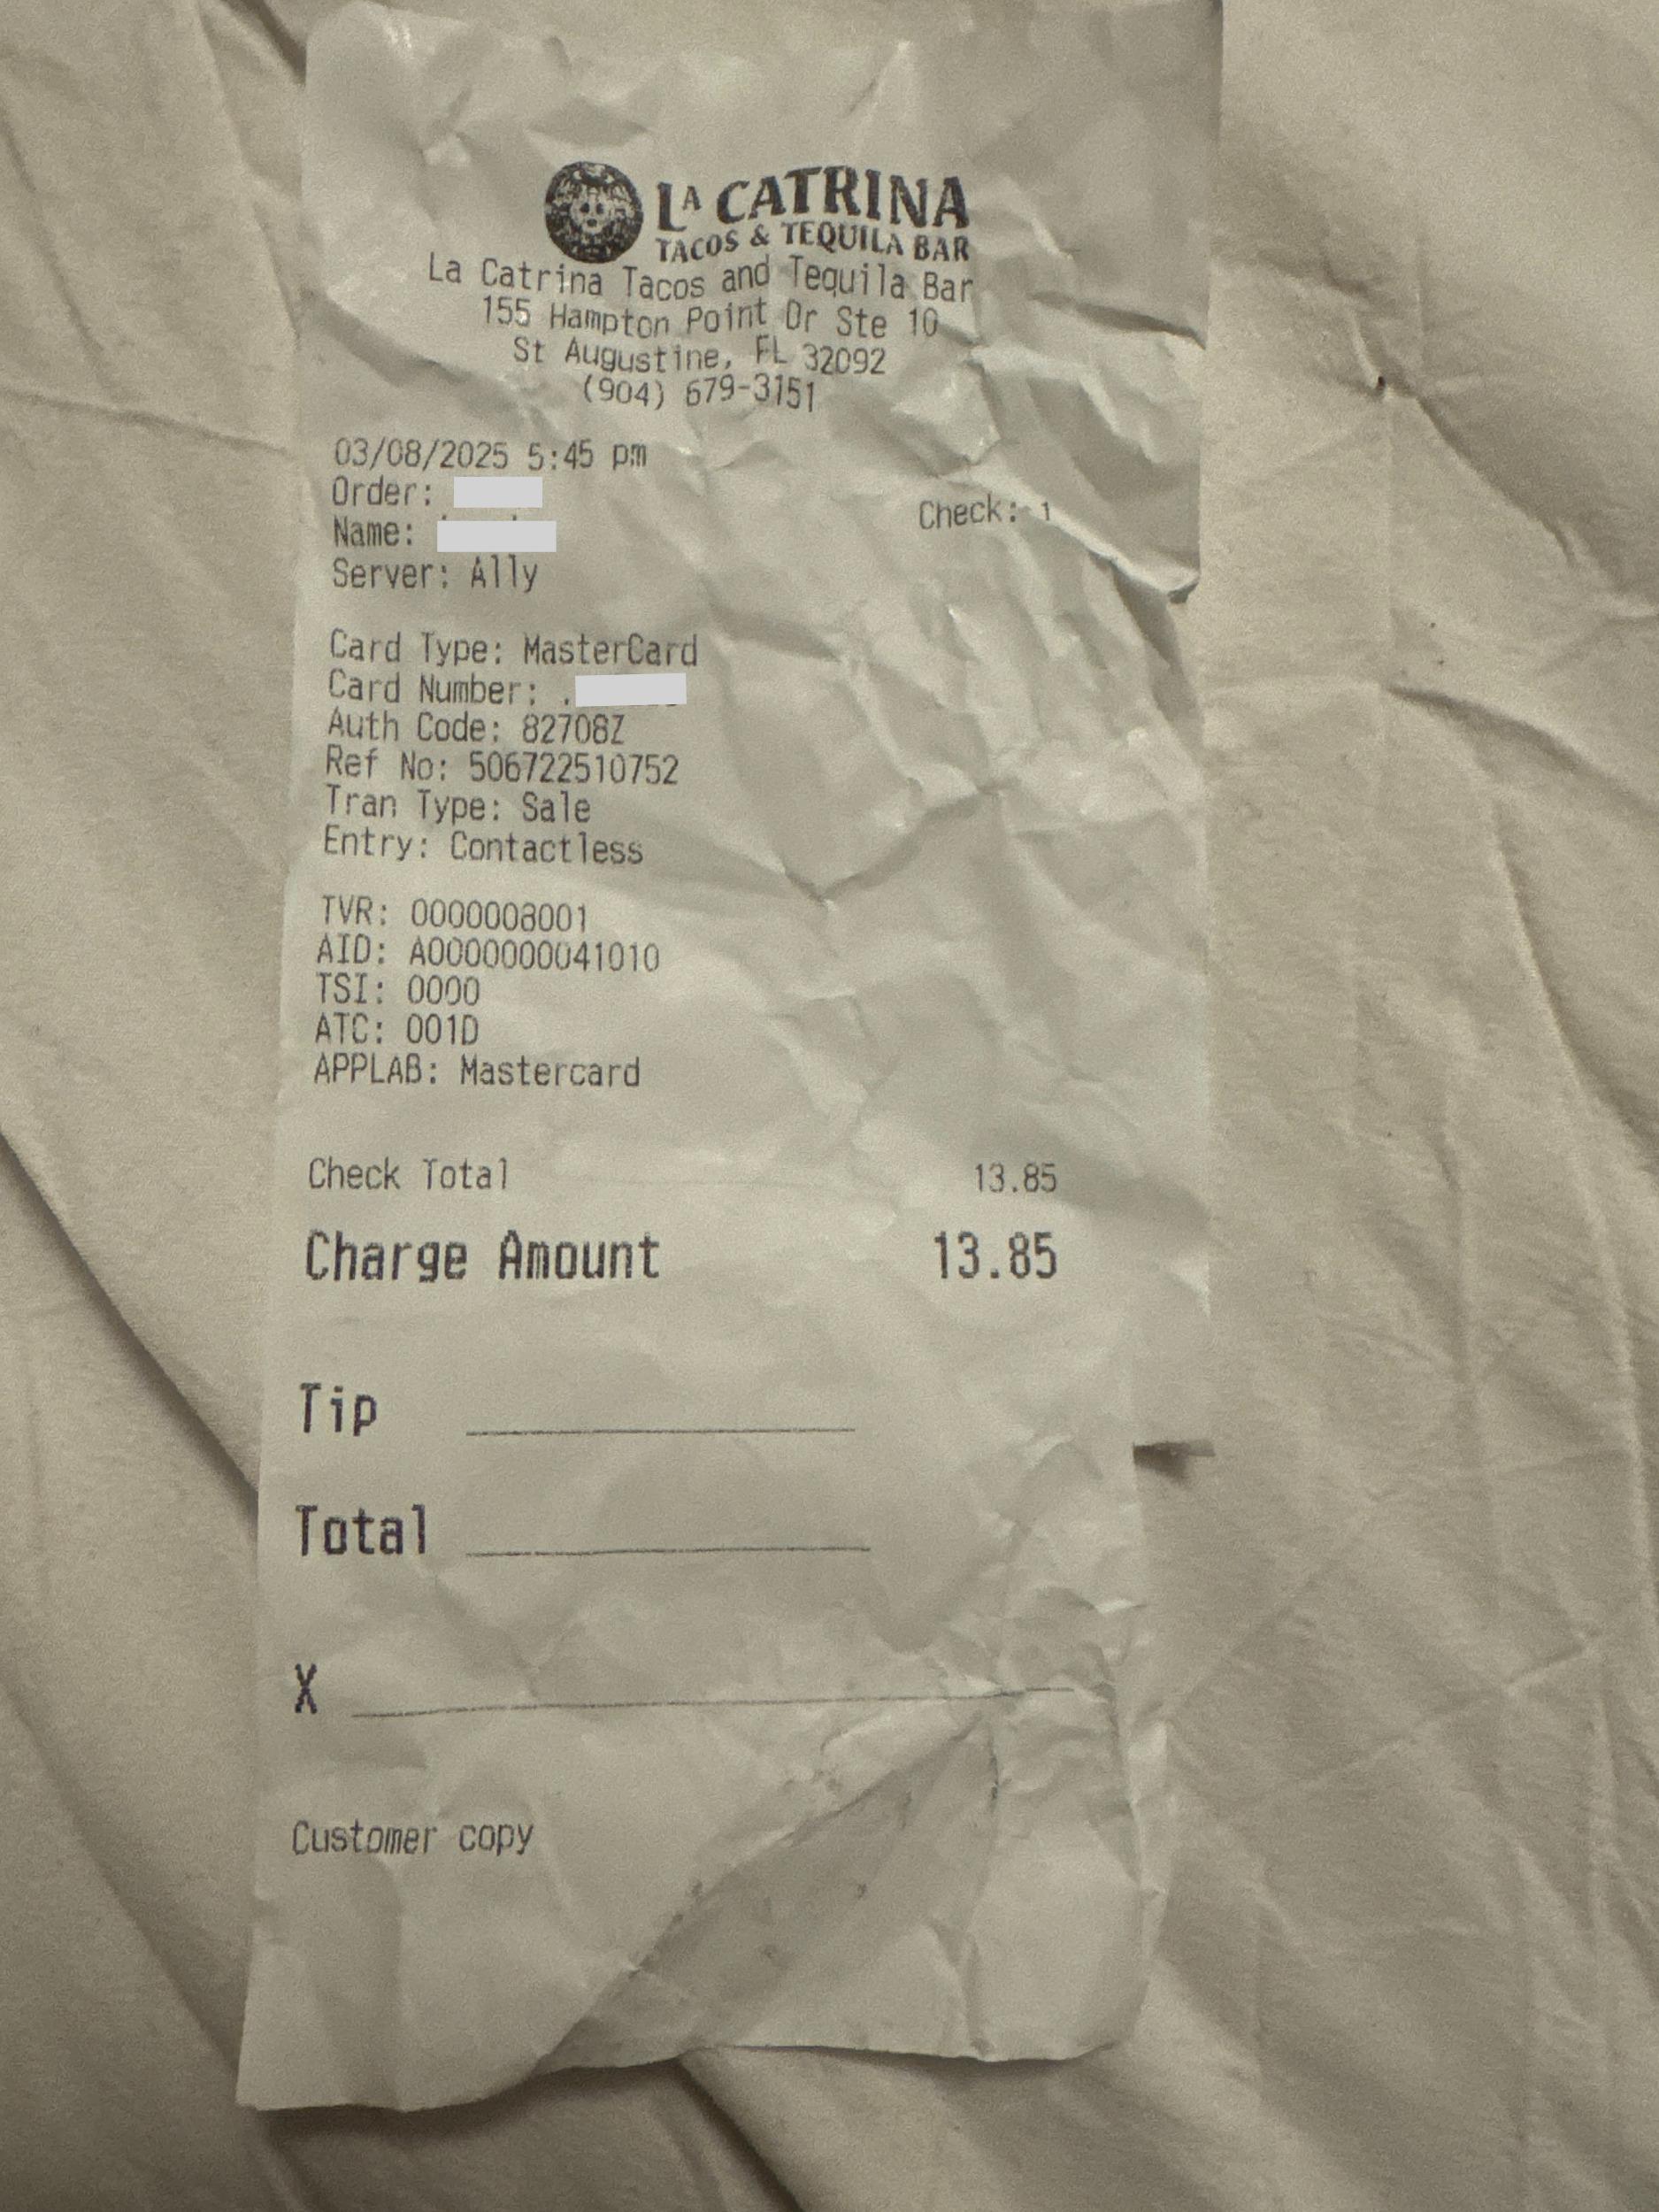 LA CATRINA
TACOS & TEQUILA BAR
La Catrina Tacos and Tequila Bar
155 Hampton Point Dr Ste 10
St Augustine, FL 32092
(904) 679-3151
03/08/2025 5:45 pm
Order:
Check: 1
Name:
Server: Ally
Card Type: MasterCard
Card Number:
Auth Code: 82708Z
Ref No: 506722510752
Tran Type: Sale
Entry: Contactless
TVR: 0000008001
AID: A0000000041010
TSI: 0000
ATC: 001D
APPLAB: Mastercard
Check Total 13.85
Charge Amount 13.85
Tip
Total
X
Customer copy